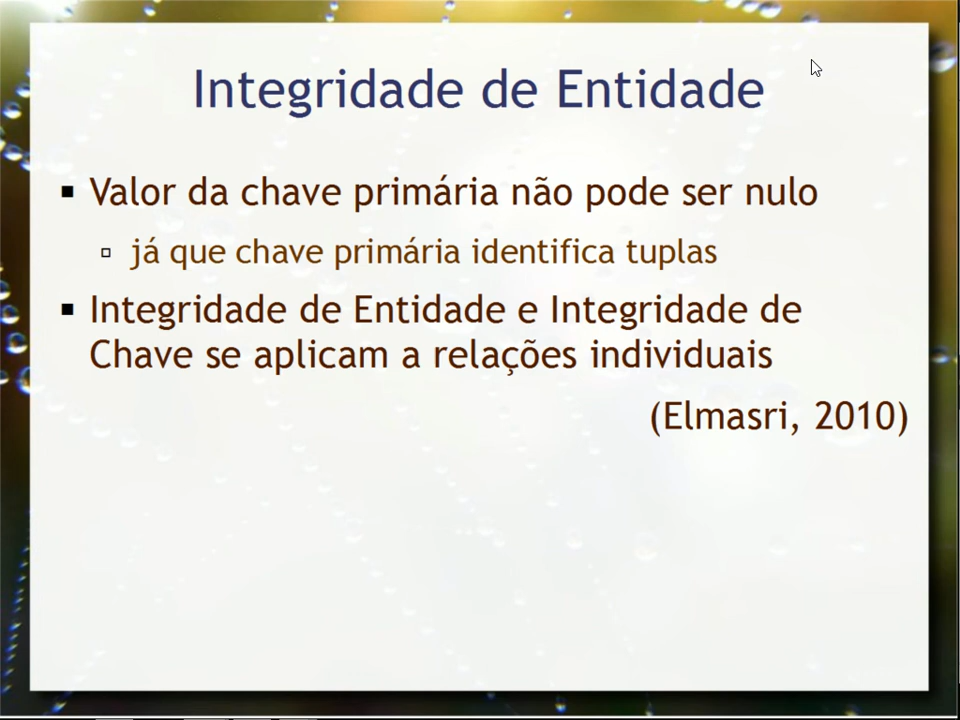 Integridade de Entidade
Valor da chave primária não pode ser nulo
já que chave primária identifica tuplas
Integridade de Entidade e Integridade de
Chave se aplicam a relações individuais
(Elmasri, 2010)